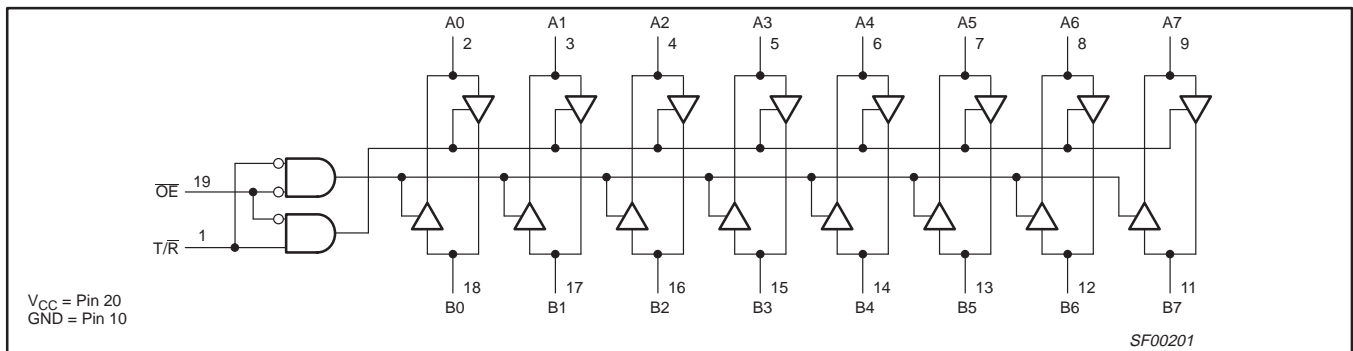 A0 A1 A2 A3 A4 A5 A6 A7
2 3 4 5 6 7 8 9
OE 19
T/R 1
18 17 16 15 14 13 12 11
B0 B1 B2 B3 B4 B5 B6 B7
VCC = Pin 20
GND = Pin 10
SF00201